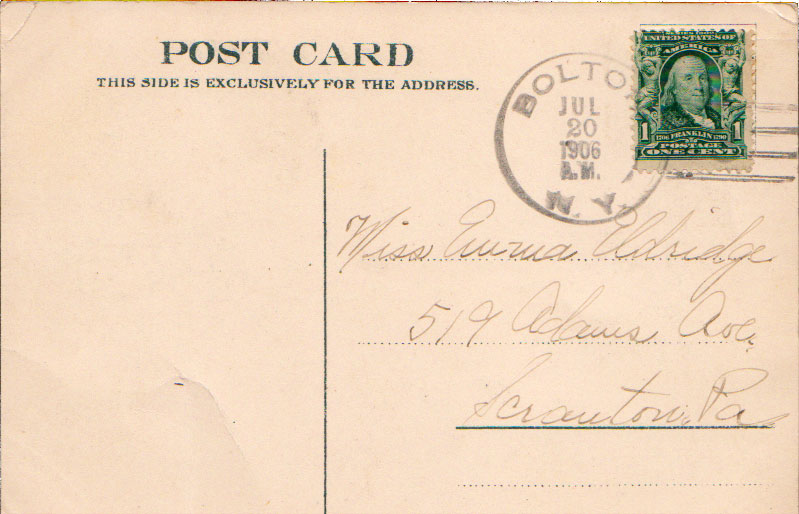 POST CARD
THIS SIDE IS EXCLUSIVELY FOR THE ADDRESS.
BOLTON
JUL
20
1906
A.M.
N.Y.
UNITED STATES OF
AMERICA
1 1706 FRANKLIN 1790 1
POSTAGE
ONE CENT
Miss Emma Eldridge
519 Adams Ave.
Scranton, Pa